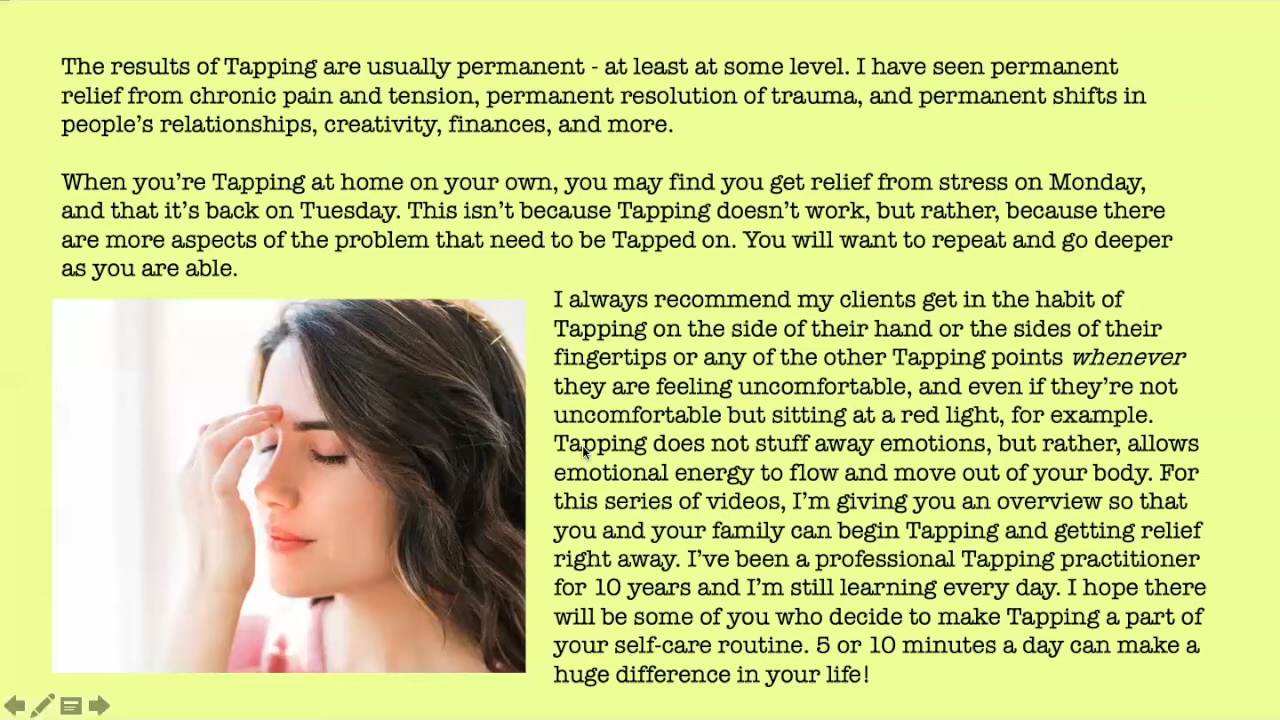 The results of Tapping are usually permanent - at least at some level. I have seen permanent
relief from chronic pain and tension, permanent resolution of trauma, and permanent shifts in
people's relationships, creativity, finances, and more.
When you're Tapping at home on your own, you may find you get relief from stress on Monday,
and that it's back on Tuesday. This isn't because Tapping doesn't work, but rather, because there
are more aspects of the problem that need to be Tapped on. You will want to repeat and go deeper
as you are able.
I always recommend my clients get in the habit of
Tapping on the side of their hand or the sides of their
fingertips or any of the other Tapping points whenever
they are feeling uncomfortable, and even if they're not
uncomfortable but sitting at a red light, for example.
Tapping does not stuff away emotions, but rather, allows
emotional energy to flow and move out of your body. For
this series of videos, I'm giving you an overview so that
you and your family can begin Tapping and getting relief
right away. I've been a professional Tapping practitioner
for 10 years and I'm still learning every day. I hope there
will be some of you who decide to make Tapping a part of
your self-care routine. 5 or 10 minutes a day can make a
huge difference in your life!